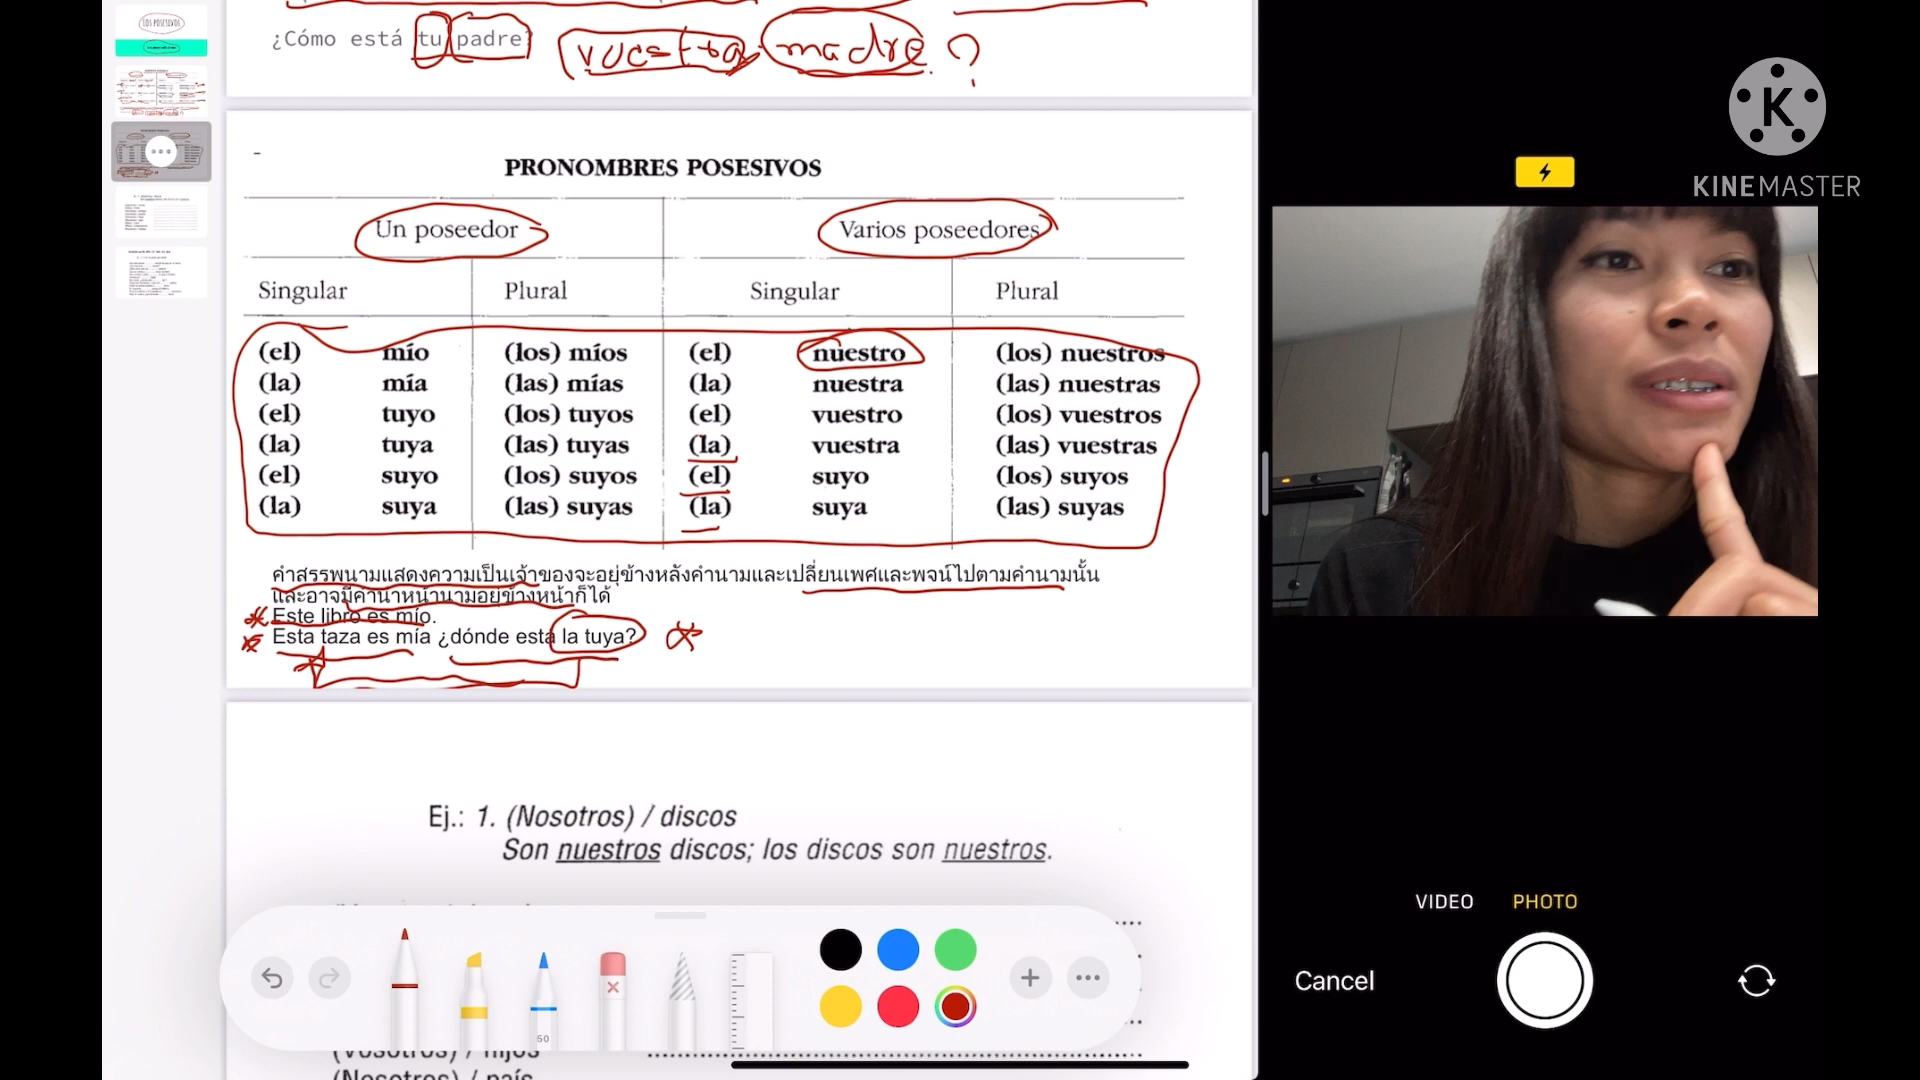 LOS POSESIVOS
¿Cómo está tu padre?
vuestra madre?
PRONOMBRES POSESIVOS
Un poseedor
Varios poseedores
Singular
Plural
Singular
Plural
(el) mío (los) míos (el) nuestro (los) nuestros
(la) mía (las) mías (la) nuestra (las) nuestras
(el) tuyo (los) tuyos (el) vuestro (los) vuestros
(la) tuya (las) tuyas (la) vuestra (las) vuestras
(el) suyo (los) suyos (el) suyo (los) suyos
(la) suya (las) suyas (la) suya (las) suyas
คำสรรพนามแสดงความเป็นเจ้าของจะอยู่ข้างหลังคำนามและเปลี่ยนเพศและพจน์ไปตามคำนามนั้น
และอาจมีคำนำหน้านามอยู่ข้างหน้าก็ได้
Este libro es mío.
Esta taza es mía ¿dónde está la tuya?
Ej.: 1. (Nosotros) / discos
Son nuestros discos; los discos son nuestros.
(Vosotros) / hijos
(Nosotros) / país
50
K
KINEMASTER
VIDEO
PHOTO
Cancel